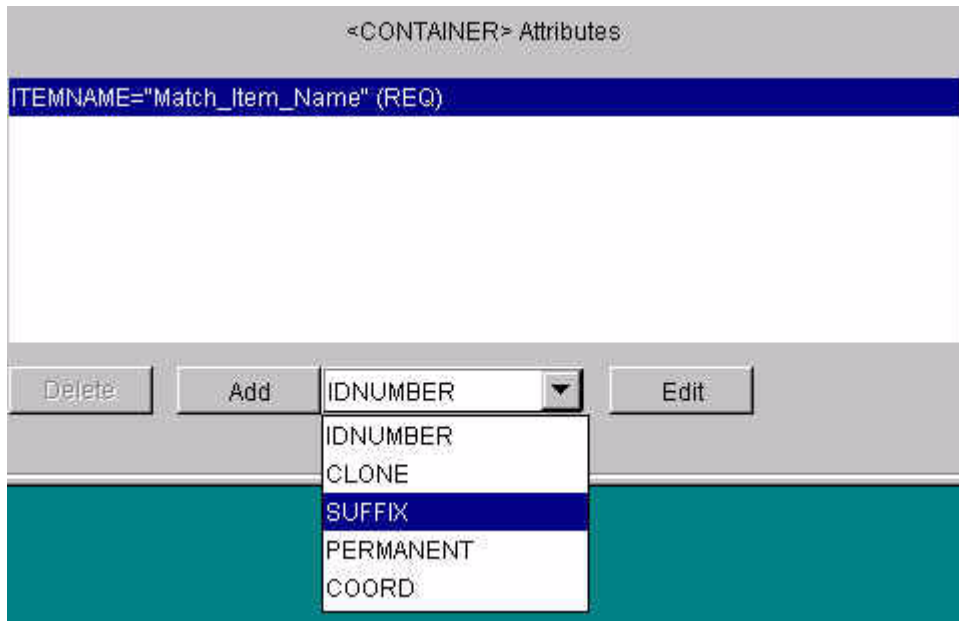 <CONTAINER> Attributes
ITEMNAME="Match_Item_Name" (REQ)
Delete Add IDNUMBER Edit
IDNUMBER
CLONE
SUFFIX
PERMANENT
COORD